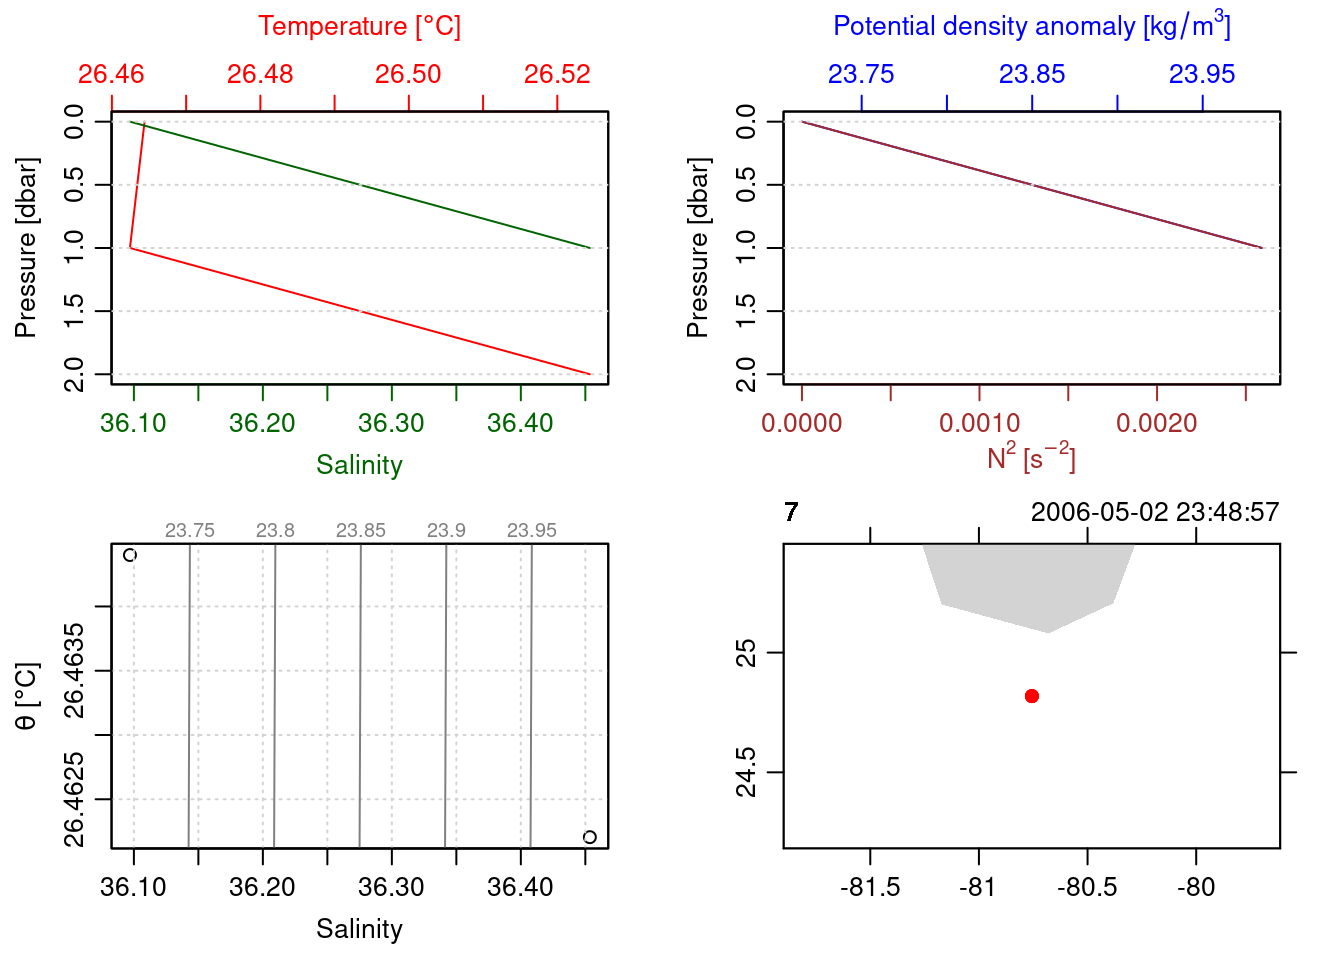 Temperature [°C]
26.46 26.48 26.50 26.52
Pressure [dbar]
0.0 0.5 1.0 1.5 2.0
36.10 36.20 36.30 36.40
Salinity
Potential density anomaly [kg/m³]
23.75 23.85 23.95
Pressure [dbar]
0.0 0.5 1.0 1.5 2.0
0.0000 0.0010 0.0020
N² [s⁻²]
23.75 23.8 23.85 23.9 23.95
θ [°C]
26.4625 26.4635
36.10 36.20 36.30 36.40
Salinity
7 2006-05-02 23:48:57
25
24.5
-81.5 -81 -80.5 -80